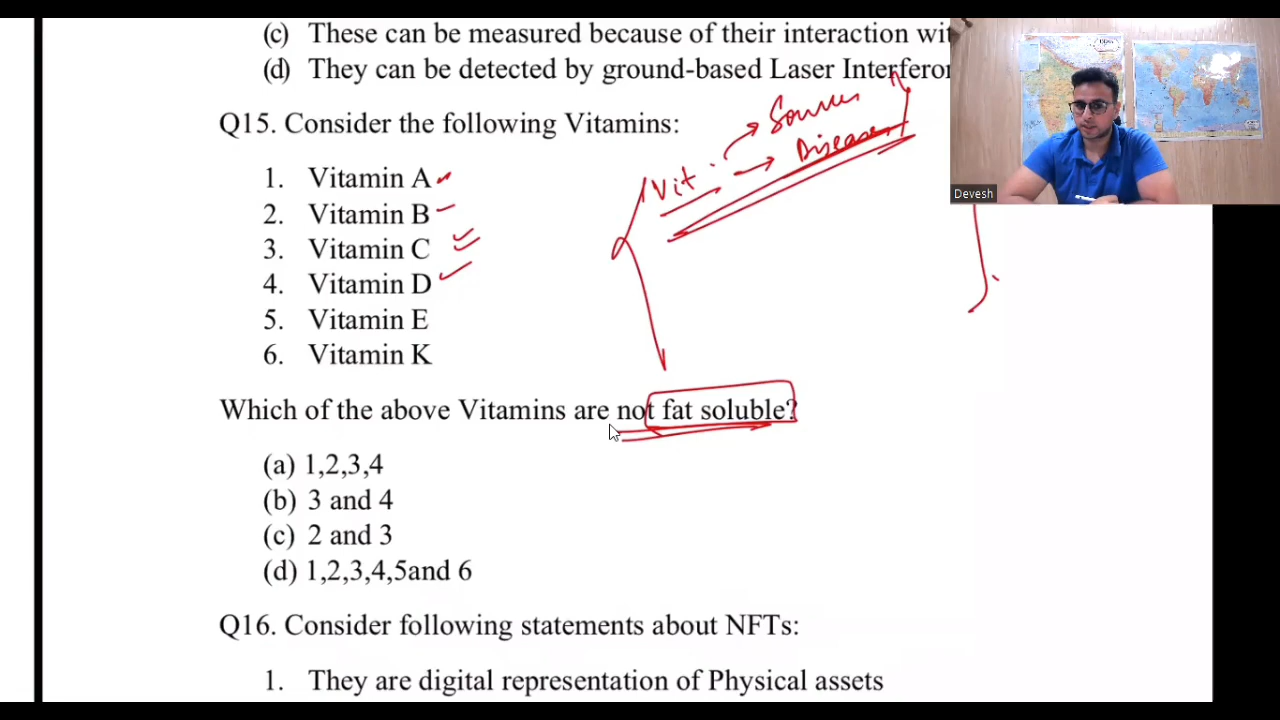 (c) These can be measured because of their interaction wit
(d) They can be detected by ground-based Laser Interferon
Q15. Consider the following Vitamins:
Sources
Diseases
Vit
1. Vitamin A
2. Vitamin B
3. Vitamin C
4. Vitamin D
5. Vitamin E
6. Vitamin K
Devesh
Which of the above Vitamins are not fat soluble?
(a) 1,2,3,4
(b) 3 and 4
(c) 2 and 3
(d) 1,2,3,4,5and 6
Q16. Consider following statements about NFTs:
1. They are digital representation of Physical assets